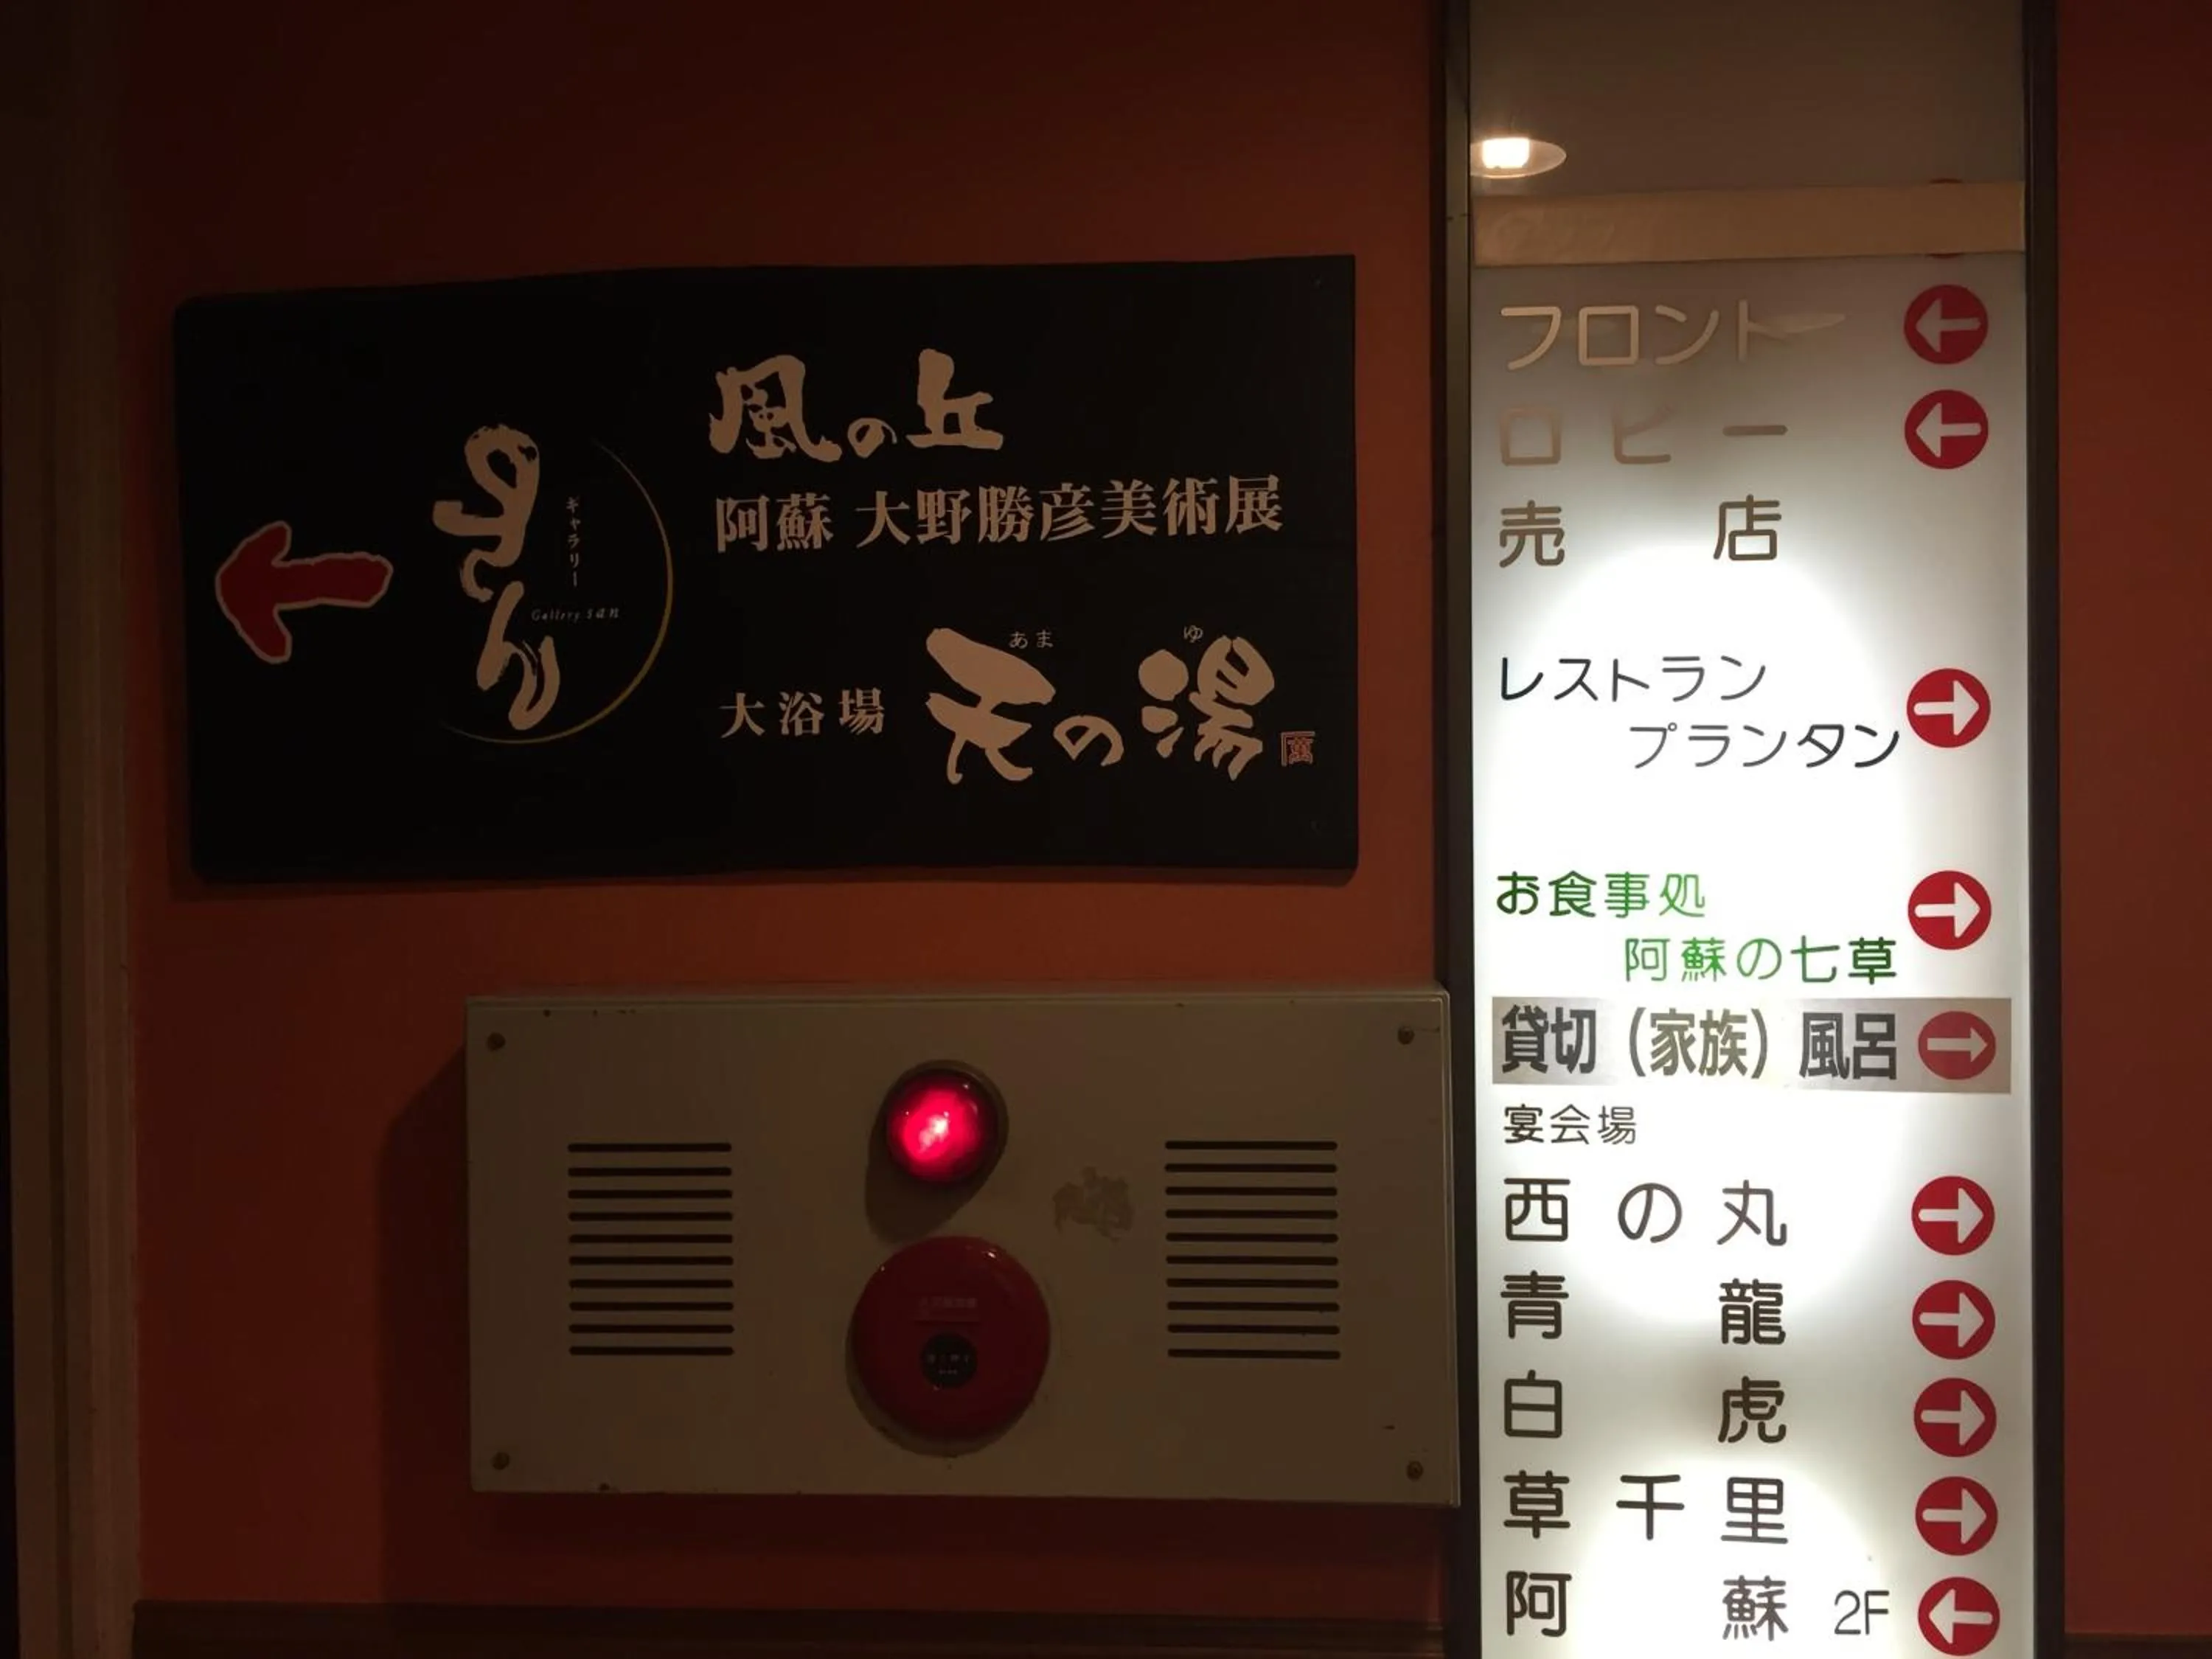 さん
ギャラリー
Gallery san
風の丘
阿蘇 大野勝彦美術展
あま ゆ
大浴場 天の湯
フロント
ロビー
売店
レストラン
プランタン
お食事処
阿蘇の七草
貸切（家族）風呂
宴会場
西の丸
青龍
白虎
草千里
阿蘇 2F